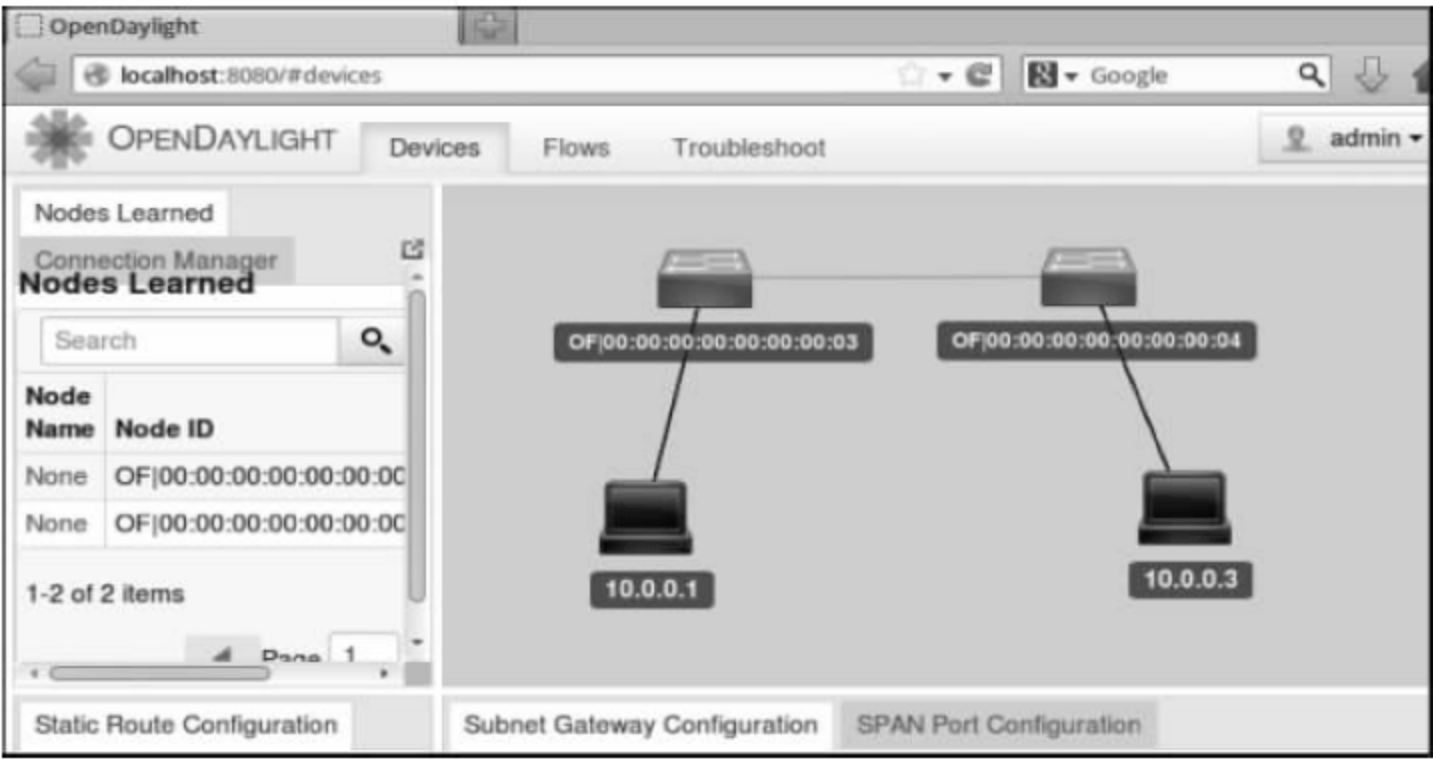 OpenDaylight
localhost:8080/#devices
Google
OPENDAYLIGHT
Devices
Flows
Troubleshoot
admin
Nodes Learned
Connection Manager
Nodes Learned
Search
Node Name
Node ID
None OF|00:00:00:00:00:00:00
None OF|00:00:00:00:00:00:00
1-2 of 2 items
Page 1
OF|00:00:00:00:00:00:00:03
OF|00:00:00:00:00:00:00:04
10.0.0.1
10.0.0.3
Static Route Configuration
Subnet Gateway Configuration
SPAN Port Configuration